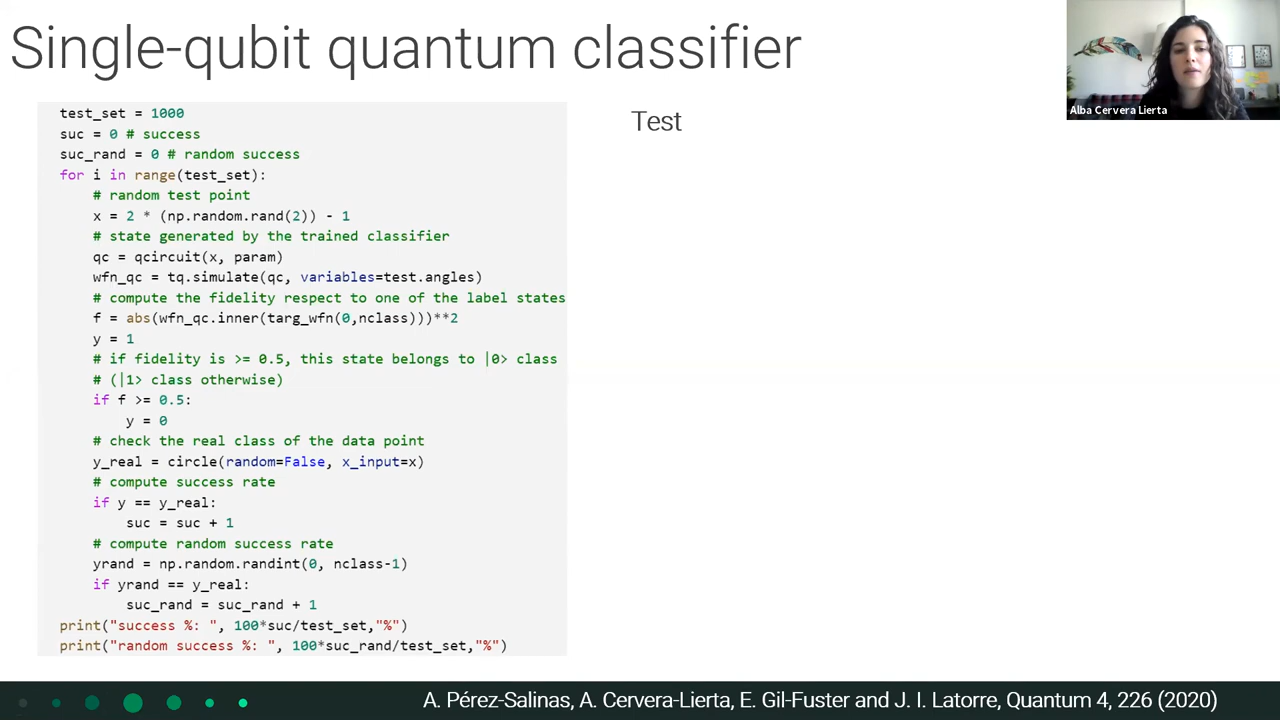 Single-qubit quantum classifier
Alba Cervera Lierta
test_set = 1000
suc = 0 # success
suc_rand = 0 # random success
for i in range(test_set):
    # random test point
    x = 2 * (np.random.rand(2)) - 1
    # state generated by the trained classifier
    qc = qcircuit(x, param)
    wfn_qc = tq.simulate(qc, variables=test.angles)
    # compute the fidelity respect to one of the label states
    f = abs(wfn_qc.inner(targ_wfn(0,nclass)))**2
    y = 1
    # if fidelity is >= 0.5, this state belongs to |0> class
    # (|1> class otherwise)
    if f >= 0.5:
        y = 0
    # check the real class of the data point
    y_real = circle(random=False, x_input=x)
    # compute success rate
    if y == y_real:
        suc = suc + 1
    # compute random success rate
    yrand = np.random.randint(0, nclass-1)
    if yrand == y_real:
        suc_rand = suc_rand + 1
print("success %: ", 100*suc/test_set,"%")
print("random success %: ", 100*suc_rand/test_set,"%")
Test
A. Pérez-Salinas, A. Cervera-Lierta, E. Gil-Fuster and J. I. Latorre, Quantum 4, 226 (2020)